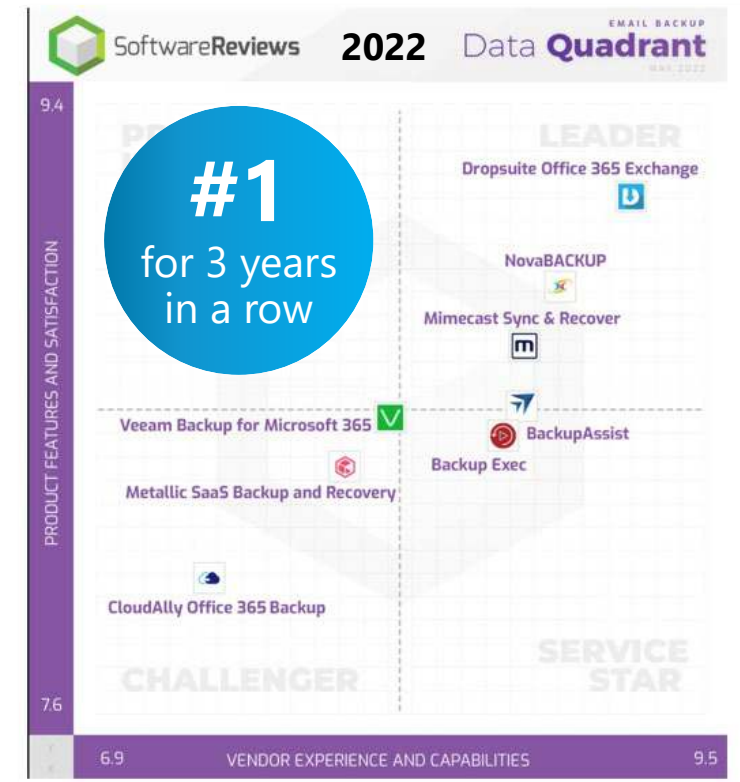 SoftwareReviews
2022
EMAIL BACKUP
Data Quadrant
MAY 2022
9.4
LEADER
#1
for 3 years
in a row
Dropsuite Office 365 Exchange
NovaBACKUP
Mimecast Sync & Recover
Veeam Backup for Microsoft 365
BackupAssist
Backup Exec
Metallic SaaS Backup and Recovery
CloudAlly Office 365 Backup
CHALLENGER
SERVICE
STAR
PRODUCT FEATURES AND SATISFACTION
7.6
6.9
VENDOR EXPERIENCE AND CAPABILITIES
9.5